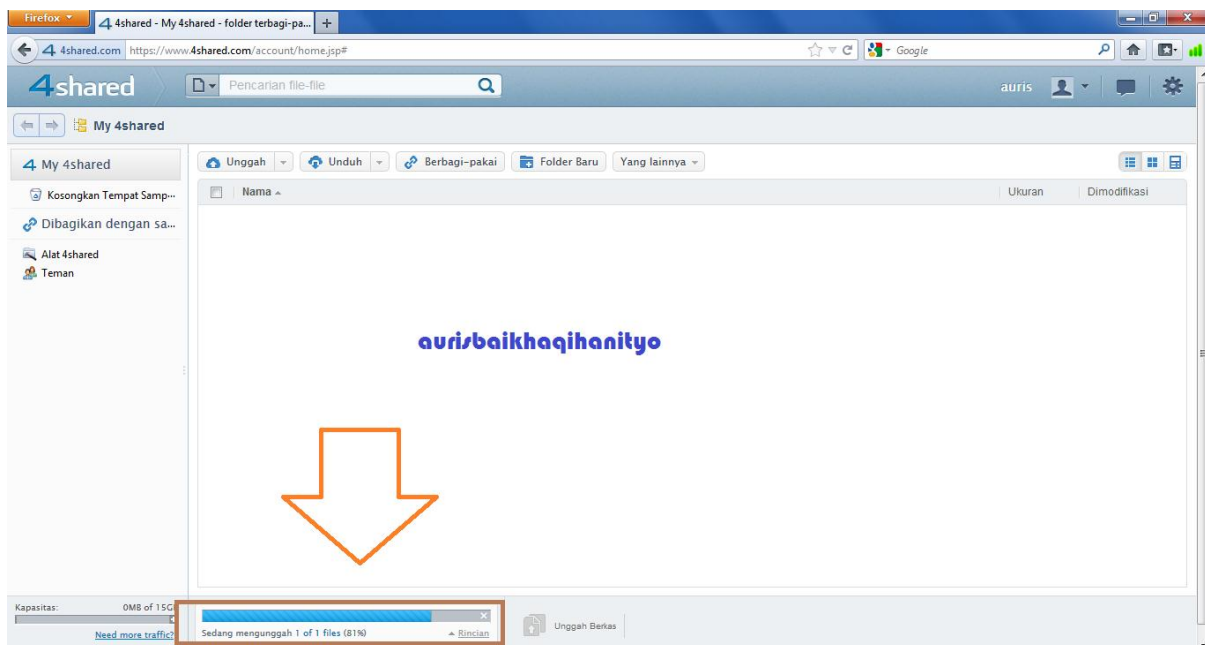 Firefox
4shared - My 4shared - folder terbagi-pa...
4shared.com https://www.4shared.com/account/home.jsp#
Google
4shared
Pencarian file-file
auris
My 4shared
My 4shared
Kosongkan Tempat Samp...
Dibagikan dengan sa...
Alat 4shared
Teman
Unggah
Unduh
Berbagi-pakai
Folder Baru
Yang lainnya
Nama
Ukuran
Dimodifikasi
aurisbaikhaqihanityo
Kapasitas: 0MB of 15G
Need more traffic?
Sedang mengunggah 1 of 1 files (81%)
Rincian
Unggah Berkas